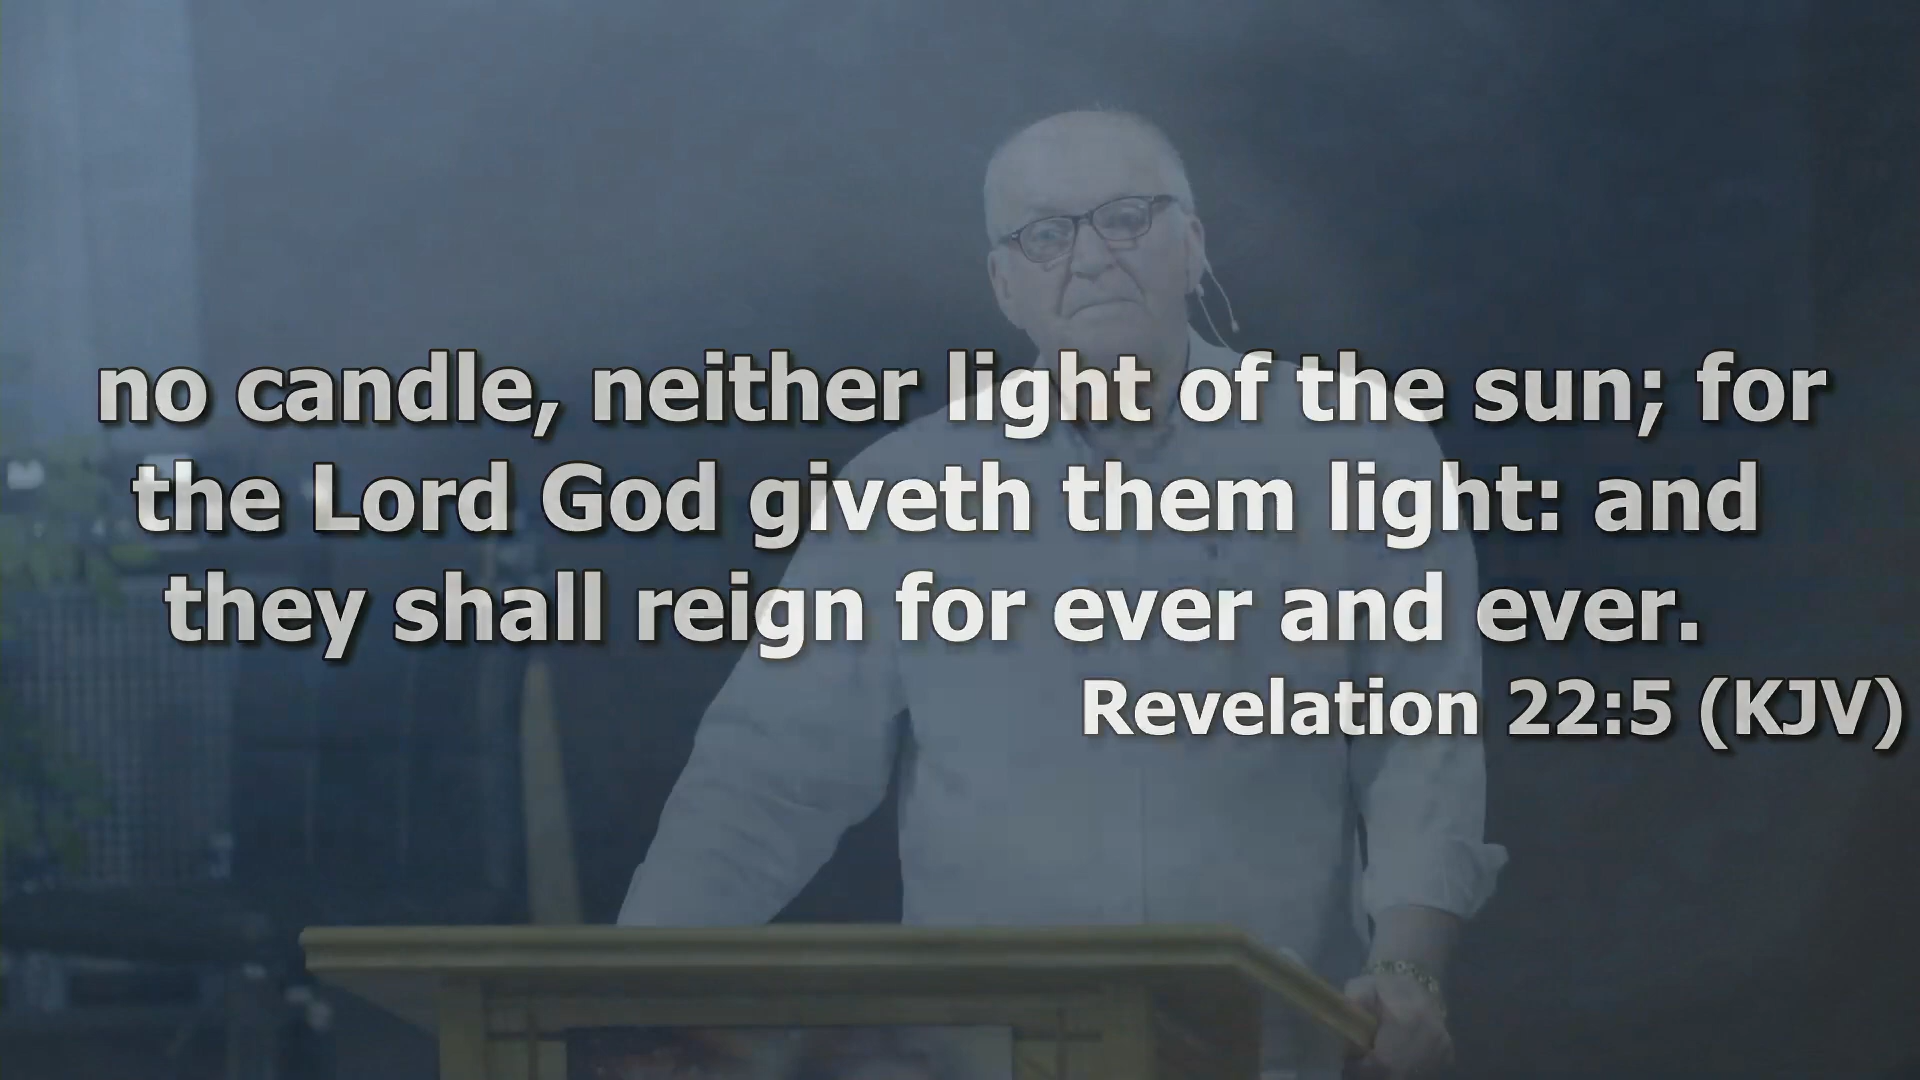 no candle, neither light of the sun; for
the Lord God giveth them light: and
they shall reign for ever and ever.
Revelation 22:5 (KJV)